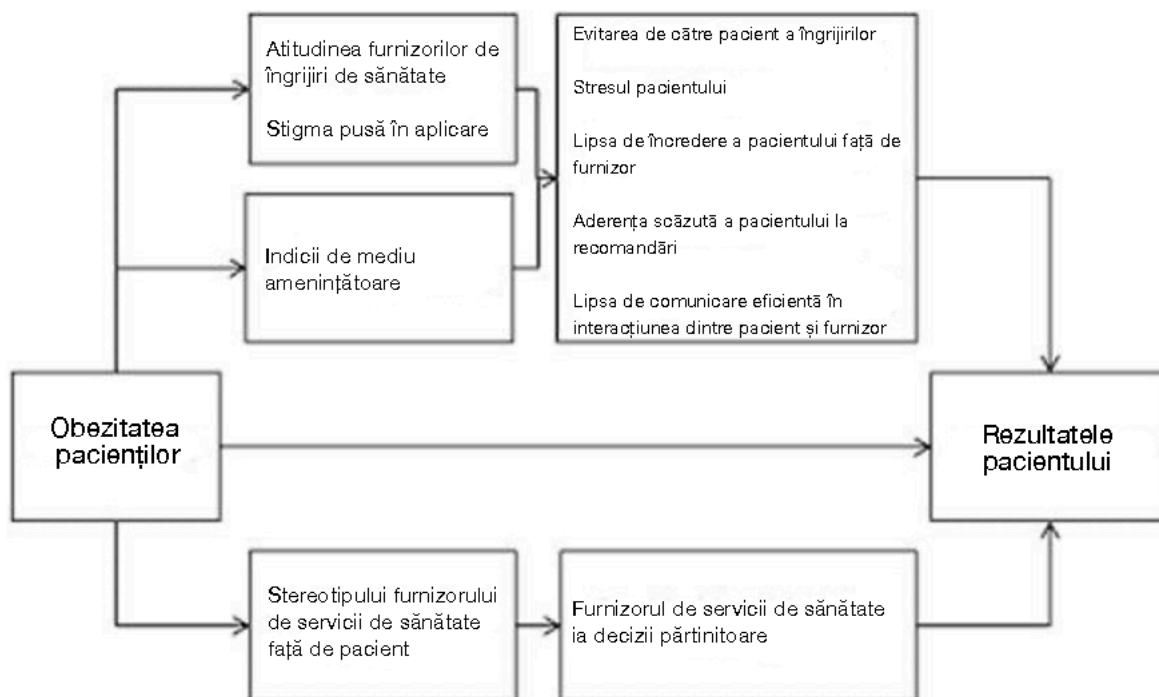 Atitudinea furnizorilor de
îngrijiri de sănătate
Stigma pusă în aplicare
Indicii de mediu
amenințătoare
Evitarea de către pacient a îngrijirilor
Stresul pacientului
Lipsa de încredere a pacientului față de
furnizor
Aderența scăzută a pacientului la
recomandări
Lipsa de comunicare eficientă în
interacțiunea dintre pacient și furnizor
Obezitatea
pacienților
Rezultatele
pacientului
Stereotipului furnizorului
de servicii de sănătate
față de pacient
Furnizorul de servicii de sănătate
ia decizii părtinitoare